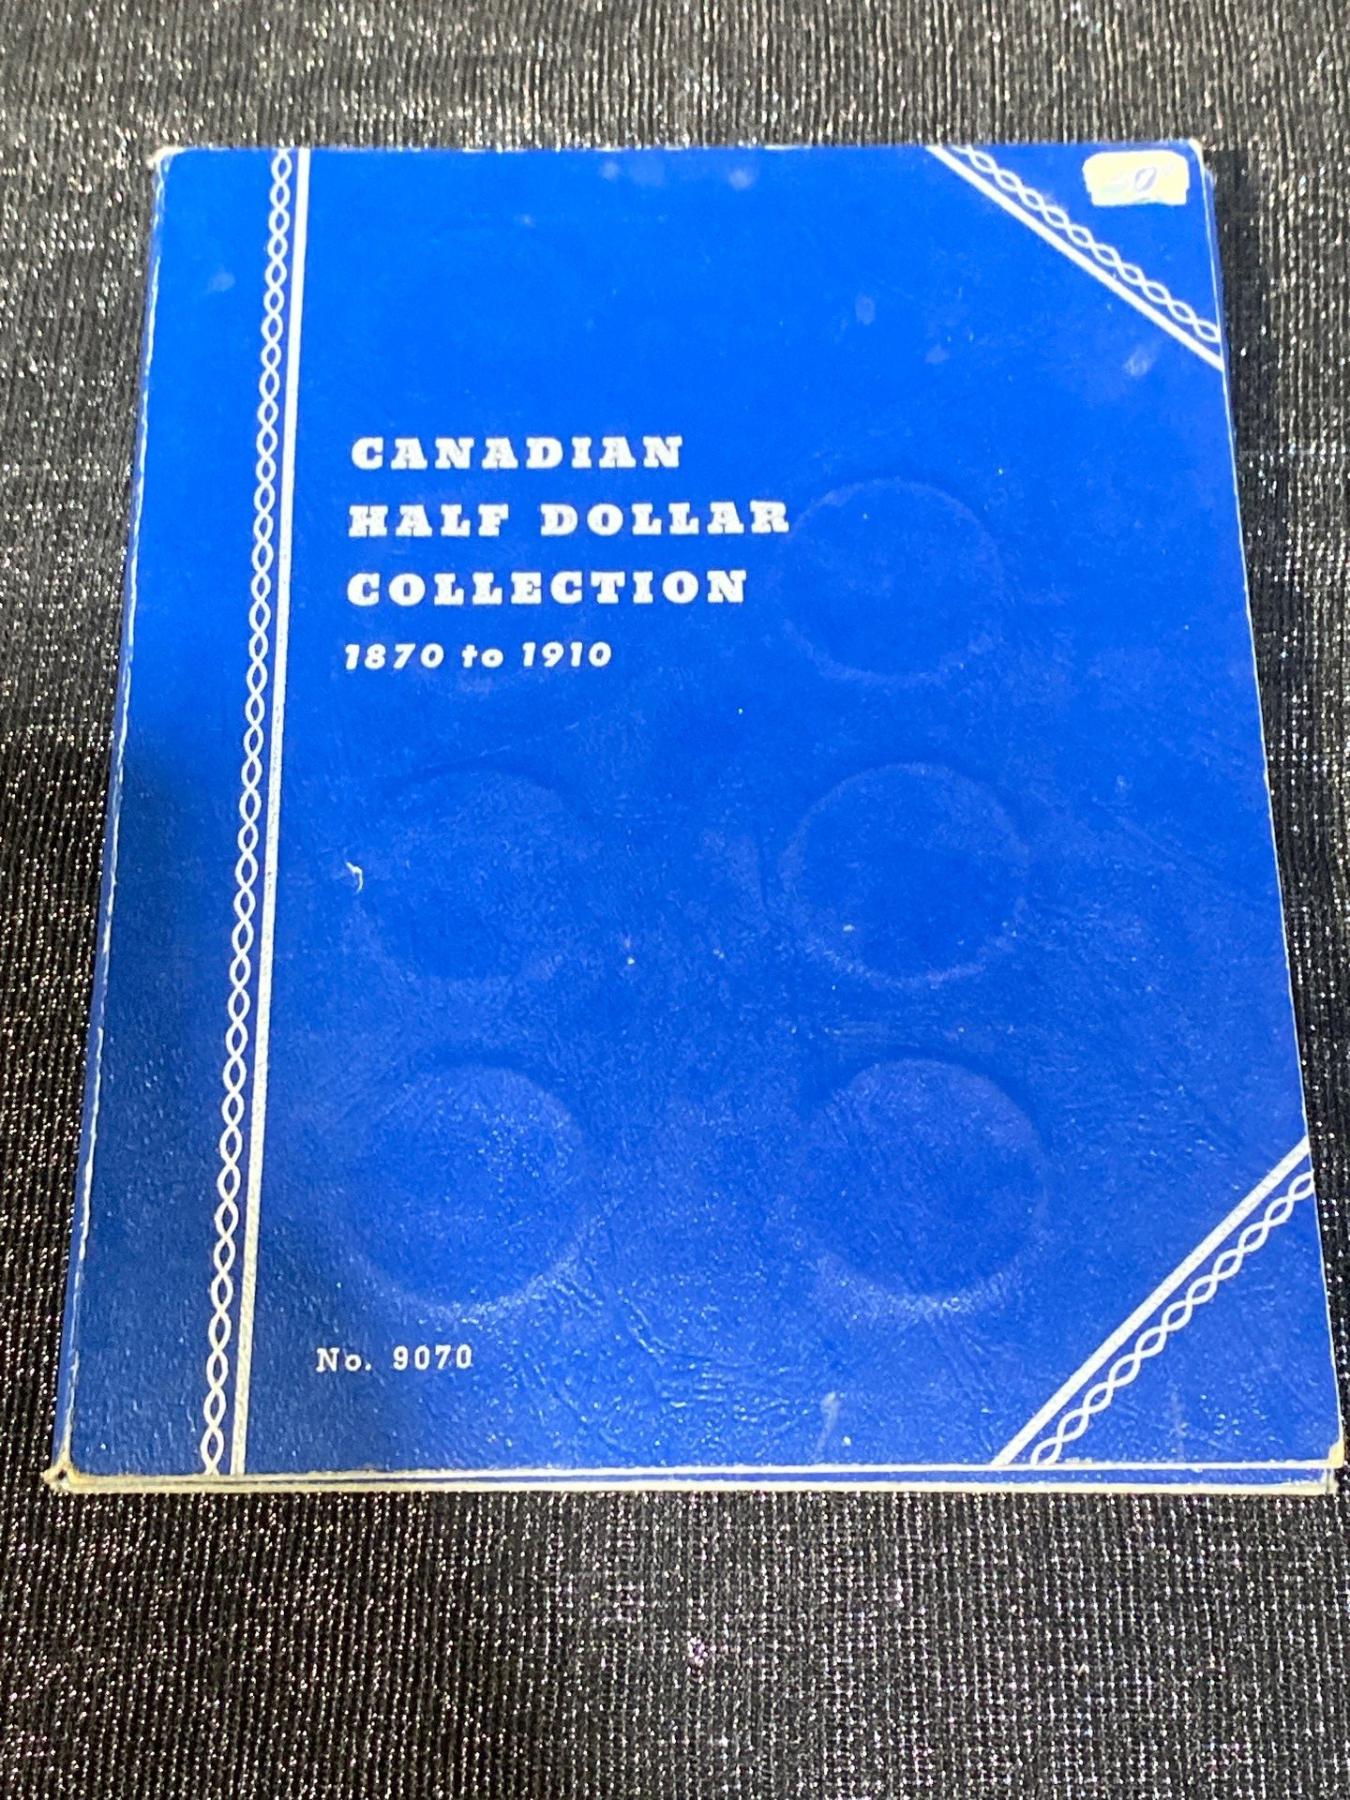 CANADIAN
HALF DOLLAR
COLLECTION
1870 to 1910
No. 9070